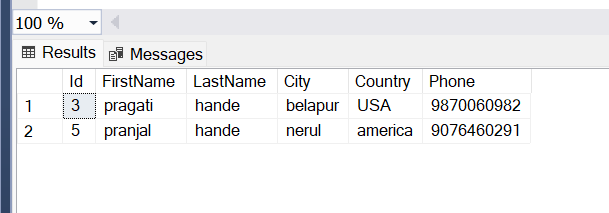 100 %
Results Messages
Id FirstName LastName City Country Phone
1 3 pragati hande belapur USA 9870060982
2 5 pranjal hande nerul america 9076460291